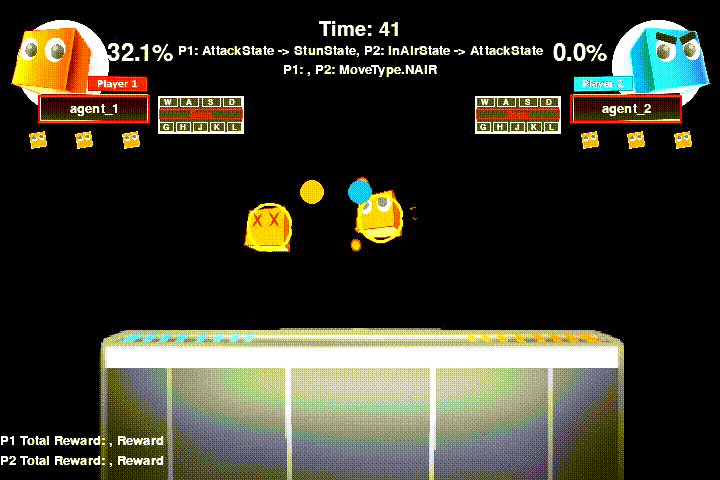 Time: 41
32.1%
P1: AttackState -> StunState, P2: InAirState -> AttackState
0.0%
P1: , P2: MoveType.NAIR
Player 1
Player 2
agent_1
agent_2
W A S D
G H J K L
W A S D
G H J K L
P1 Total Reward: , Reward
P2 Total Reward: , Reward